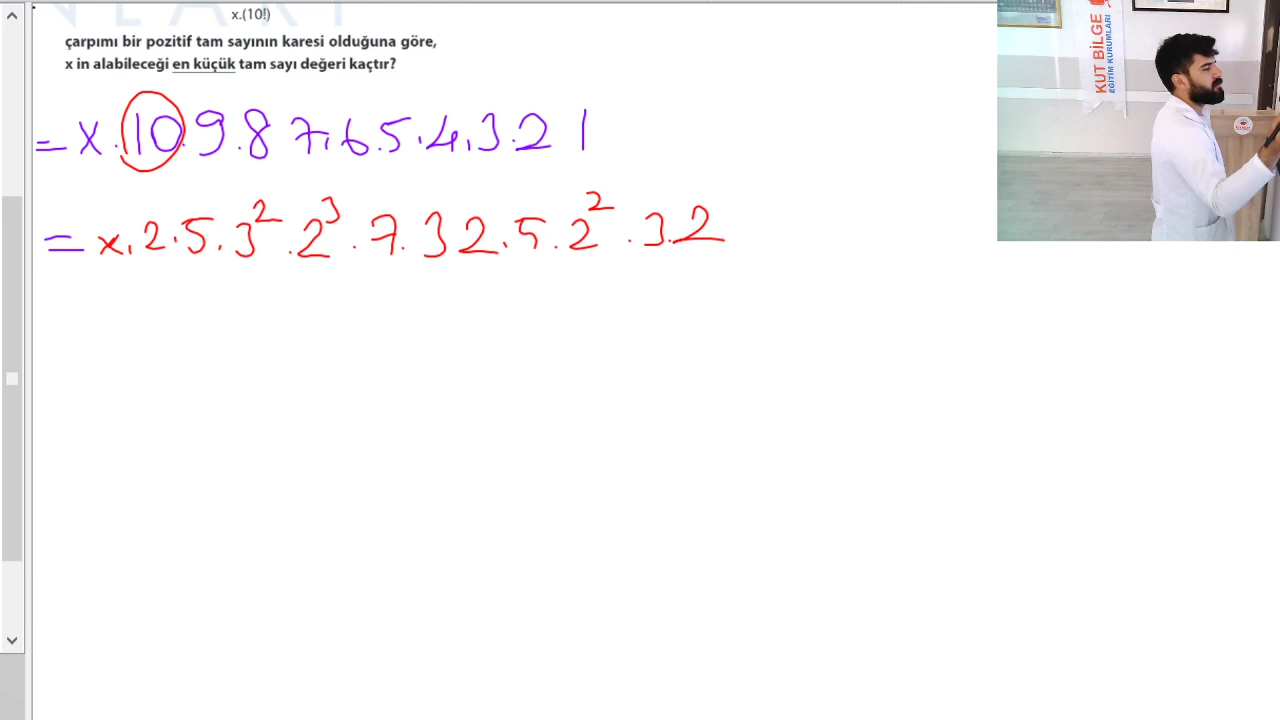 x.(10!)
çarpımı bir pozitif tam sayının karesi olduğuna göre,
x in alabileceği en küçük tam sayı değeri kaçtır?
= x.10.9.8 7.6.5.4.3.2 1
= x.2.5.3².2³.7.3 2.5.2².3.2
KUT BİLGE
EĞİTİM KURUMLARI